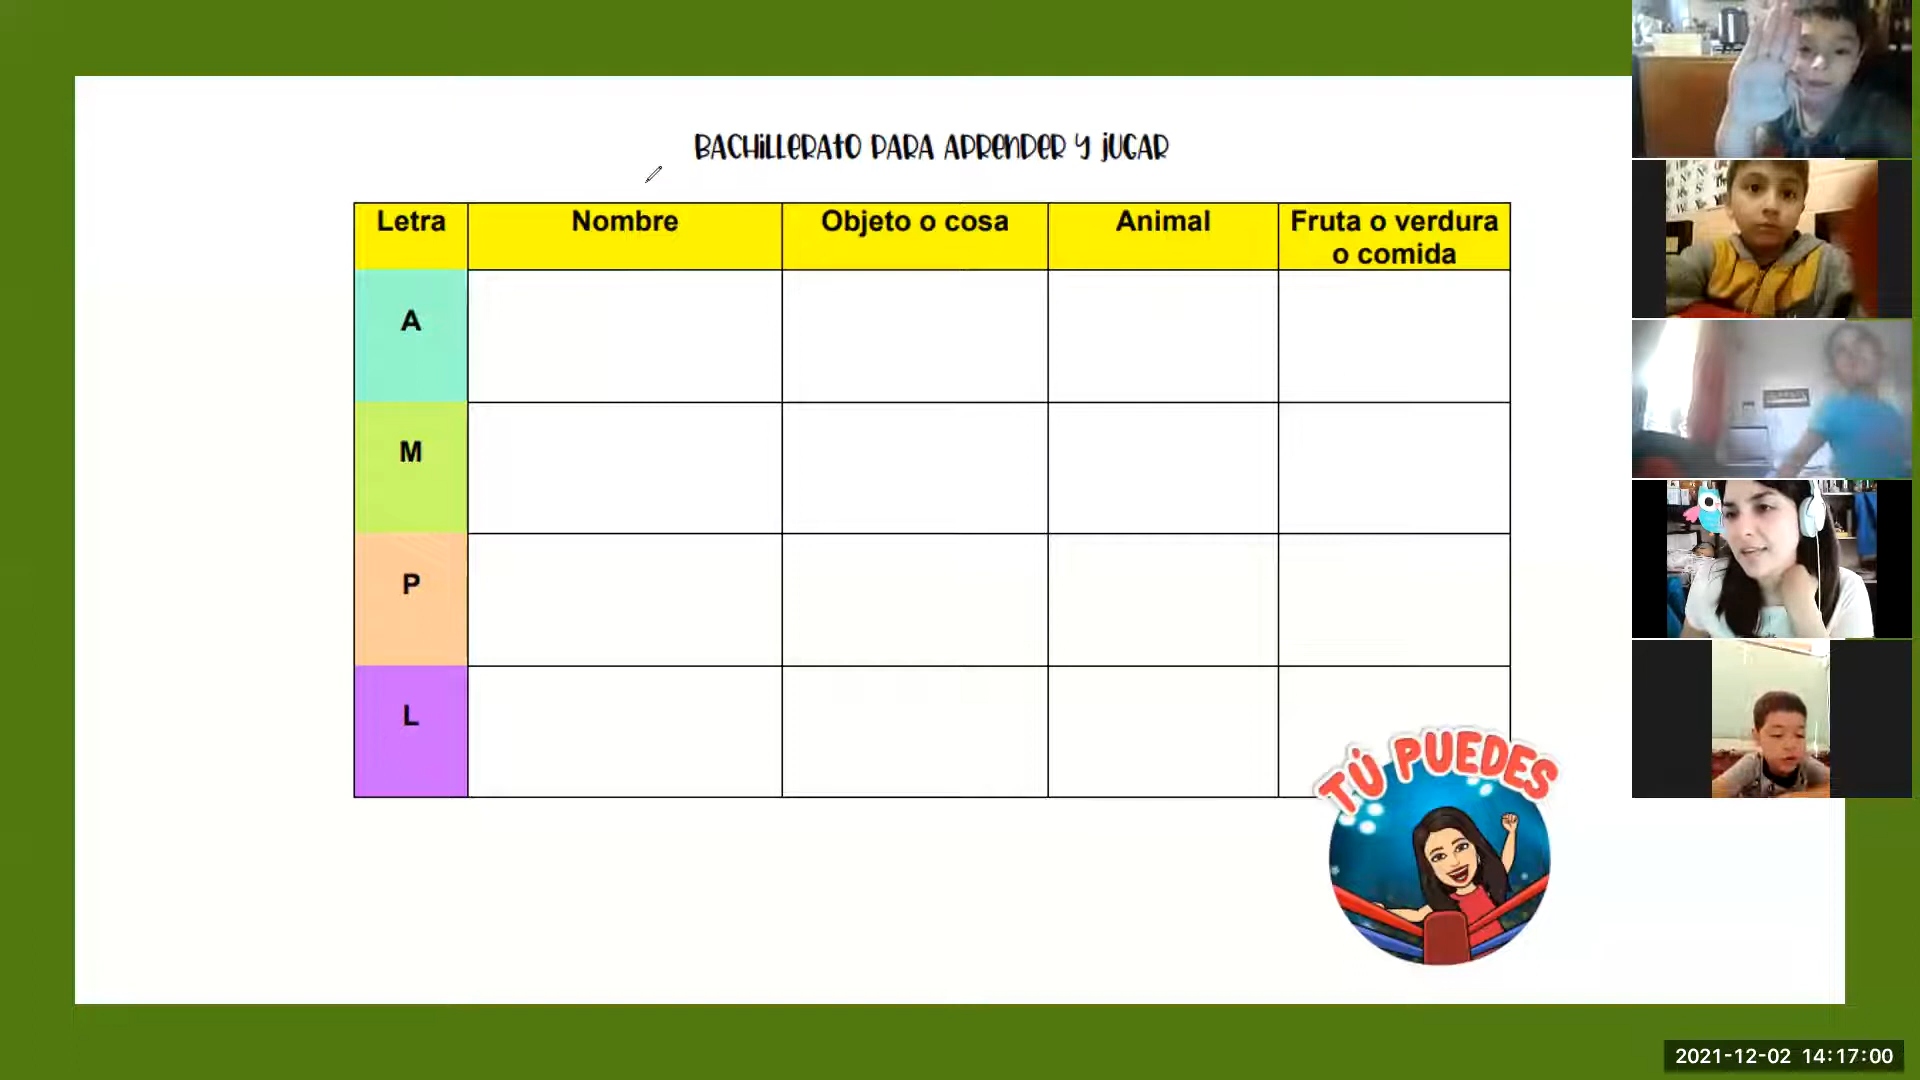 BACHILLERATO PARA APRENDER Y JUGAR
Letra Nombre Objeto o cosa Animal Fruta o verdura
o comida
A
M
P
L
TÚ PUEDES
2021-12-02 14:17:00